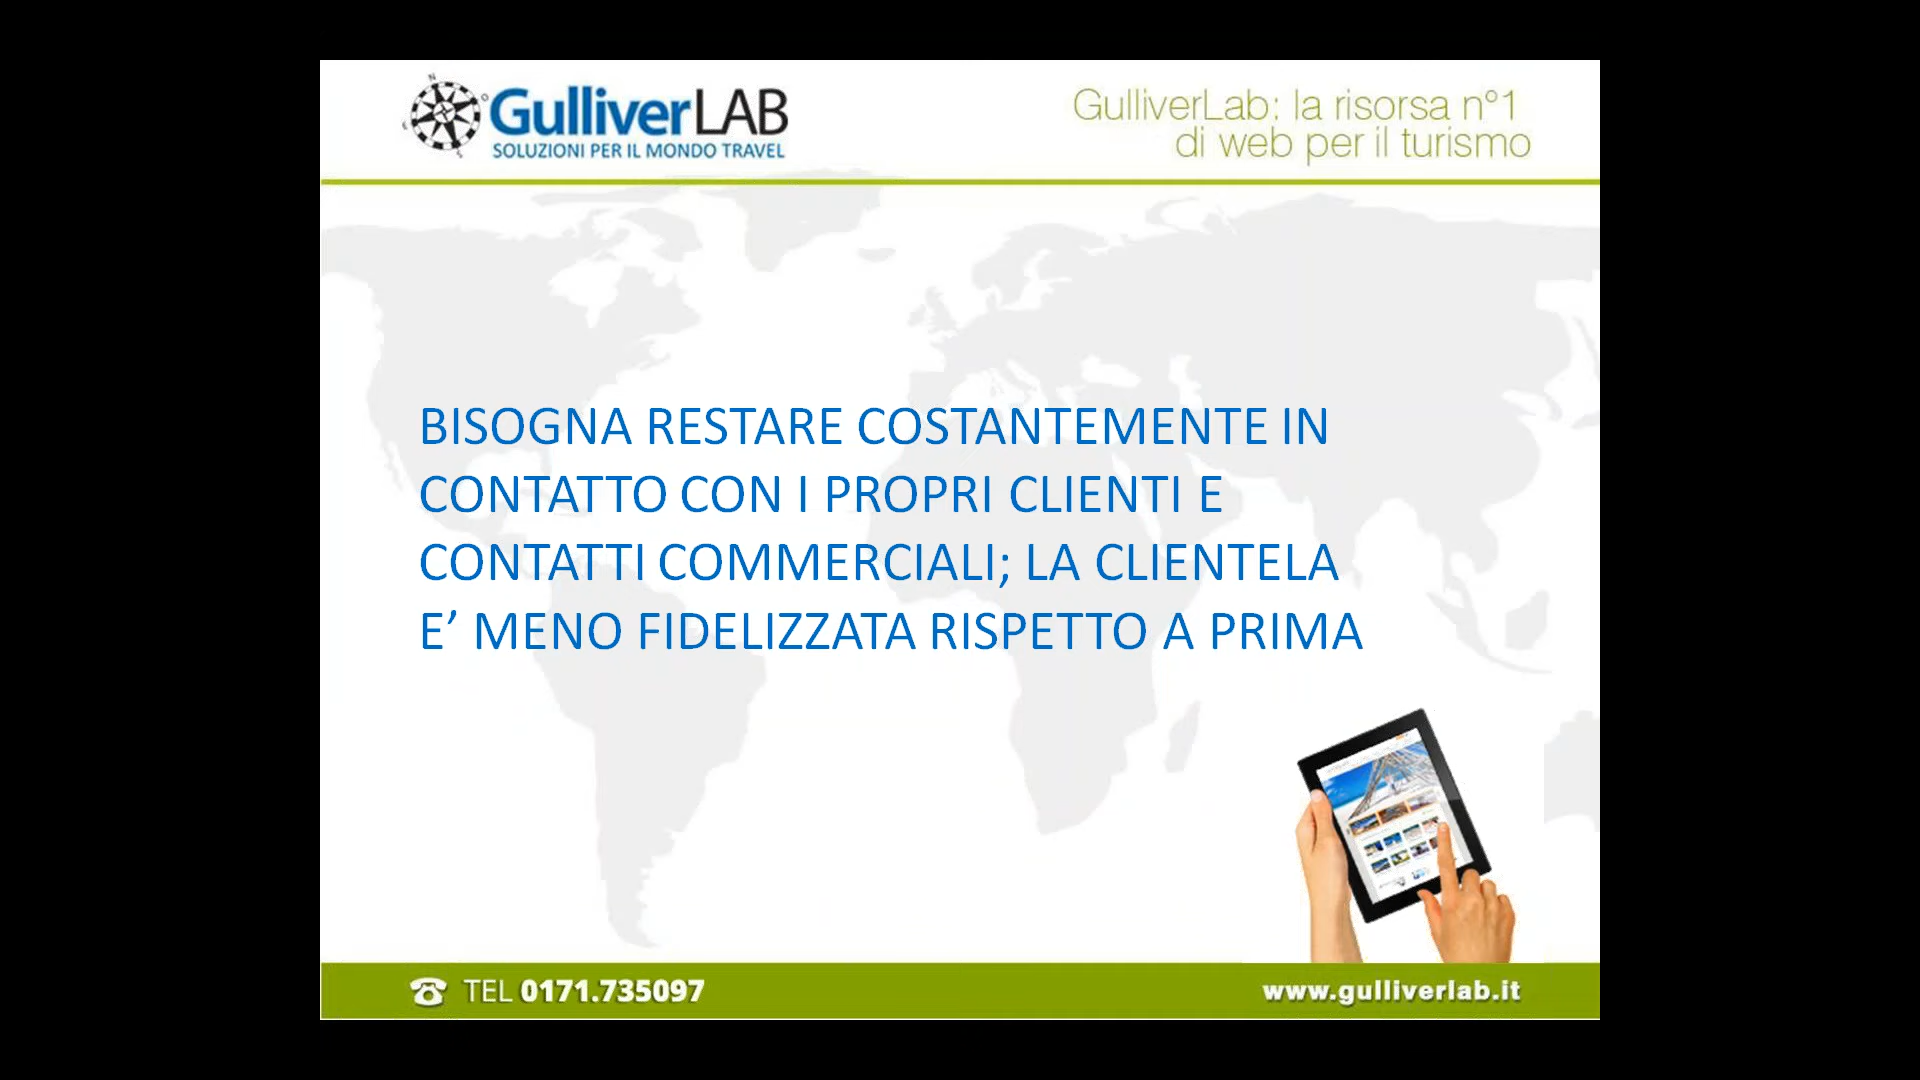 GulliverLAB
SOLUZIONI PER IL MONDO TRAVEL
GulliverLab: la risorsa n°1
di web per il turismo
BISOGNA RESTARE COSTANTEMENTE IN
CONTATTO CON I PROPRI CLIENTI E
CONTATTI COMMERCIALI; LA CLIENTELA
E’ MENO FIDELIZZATA RISPETTO A PRIMA
TEL 0171.735097
www.gulliverlab.it